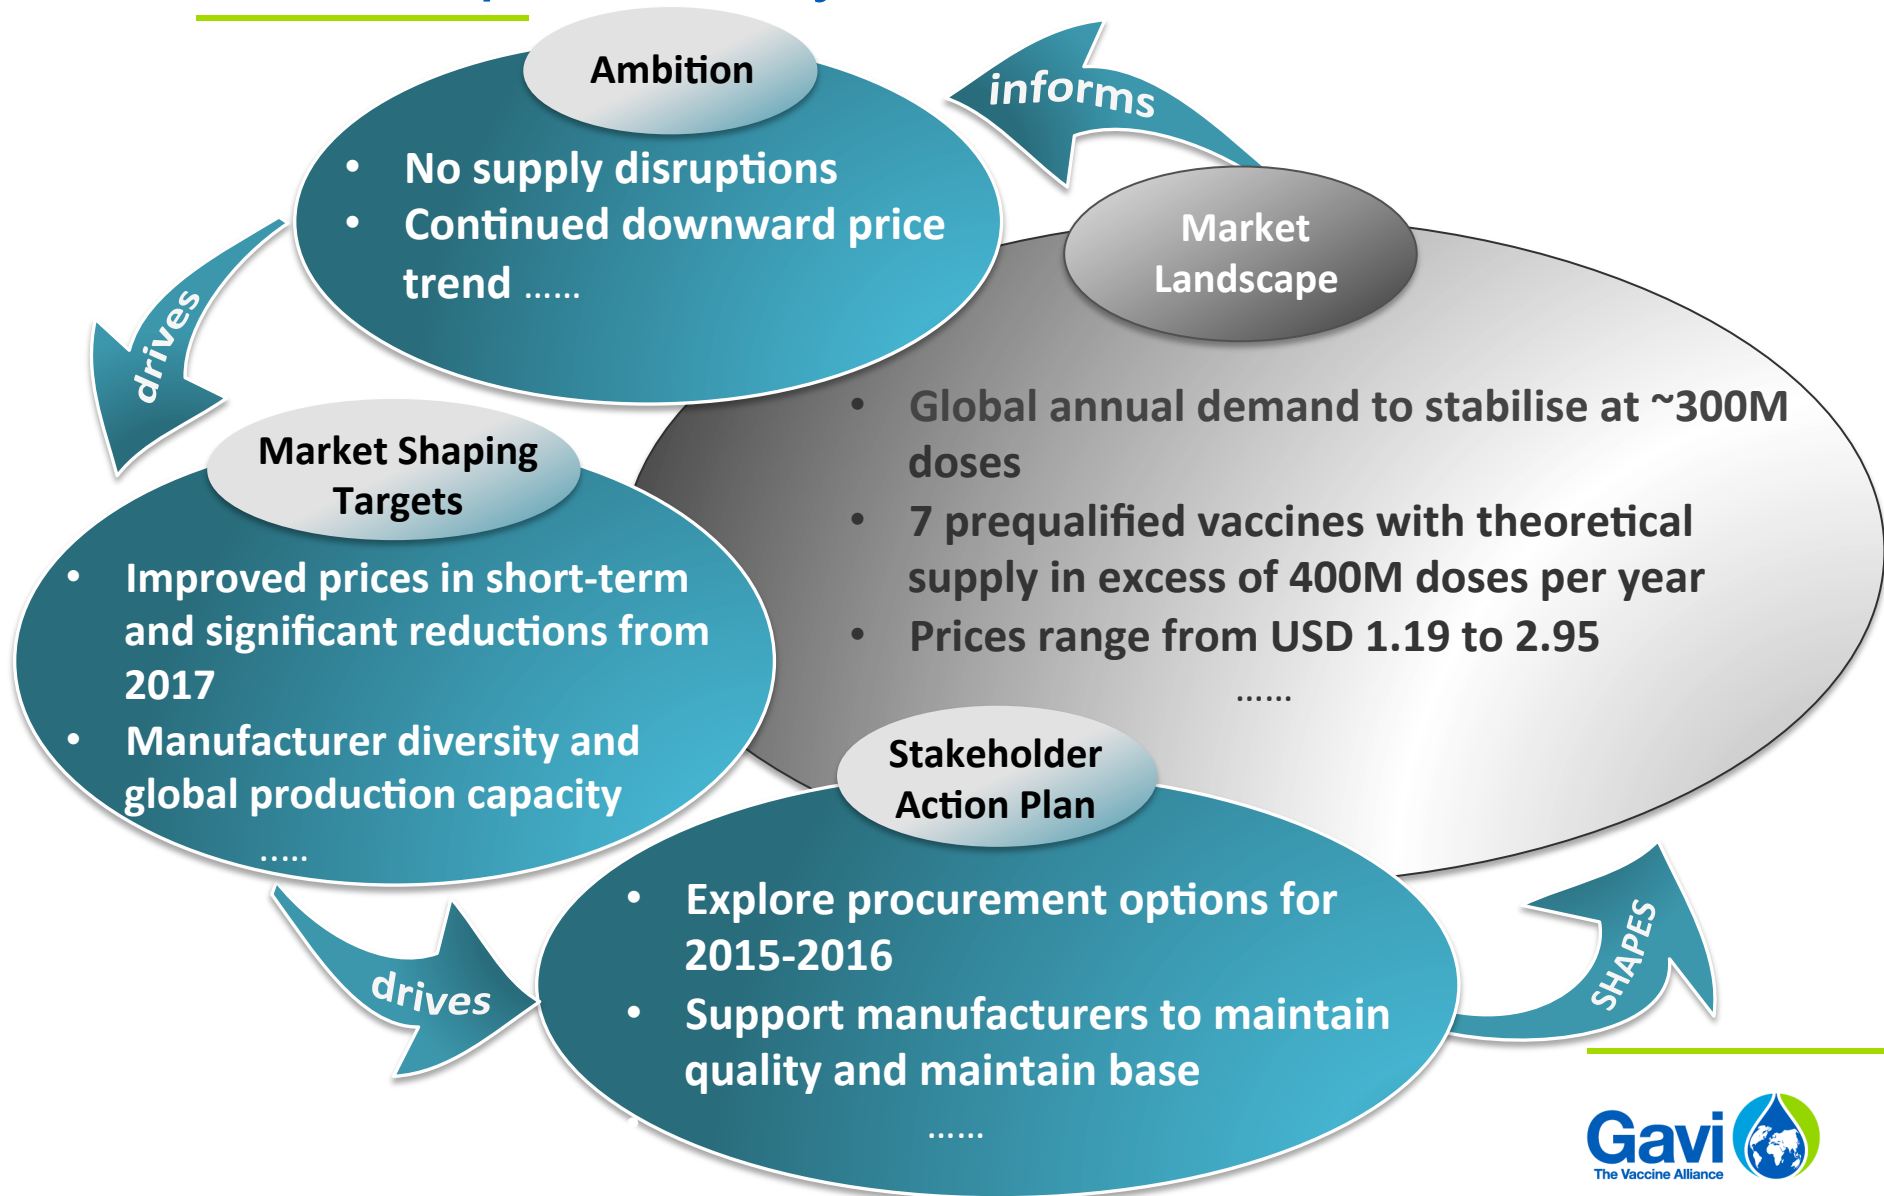 Ambition
• No supply disruptions
• Continued downward price
trend ......
informs
Market
Landscape
• Global annual demand to stabilise at ~300M
doses
• 7 prequalified vaccines with theoretical
supply in excess of 400M doses per year
• Prices range from USD 1.19 to 2.95
......
drives
Market Shaping
Targets
• Improved prices in short-term
and significant reductions from
2017
• Manufacturer diversity and
global production capacity
.....
drives
Stakeholder
Action Plan
• Explore procurement options for
2015-2016
• Support manufacturers to maintain
quality and maintain base
• ......
SHAPES
Gavi
The Vaccine Alliance